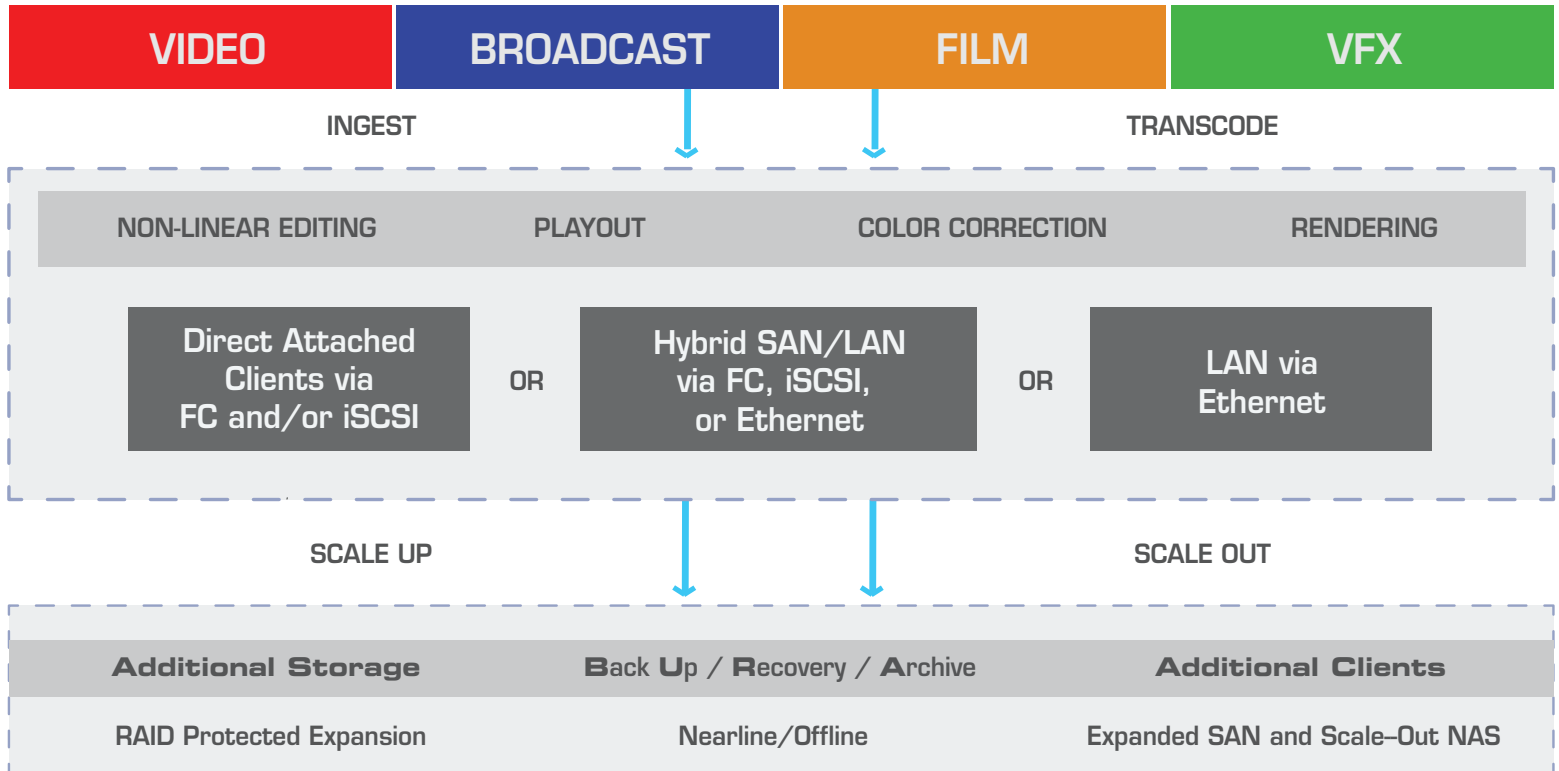 VIDEO BROADCAST FILM VFX
INGEST TRANSCODE
NON-LINEAR EDITING PLAYOUT COLOR CORRECTION RENDERING
Direct Attached
Clients via
FC and/or iSCSI
OR
Hybrid SAN/LAN
via FC, iSCSI,
or Ethernet
OR
LAN via
Ethernet
SCALE UP SCALE OUT
Additional Storage Back Up / Recovery / Archive Additional Clients
RAID Protected Expansion Nearline/Offline Expanded SAN and Scale–Out NAS